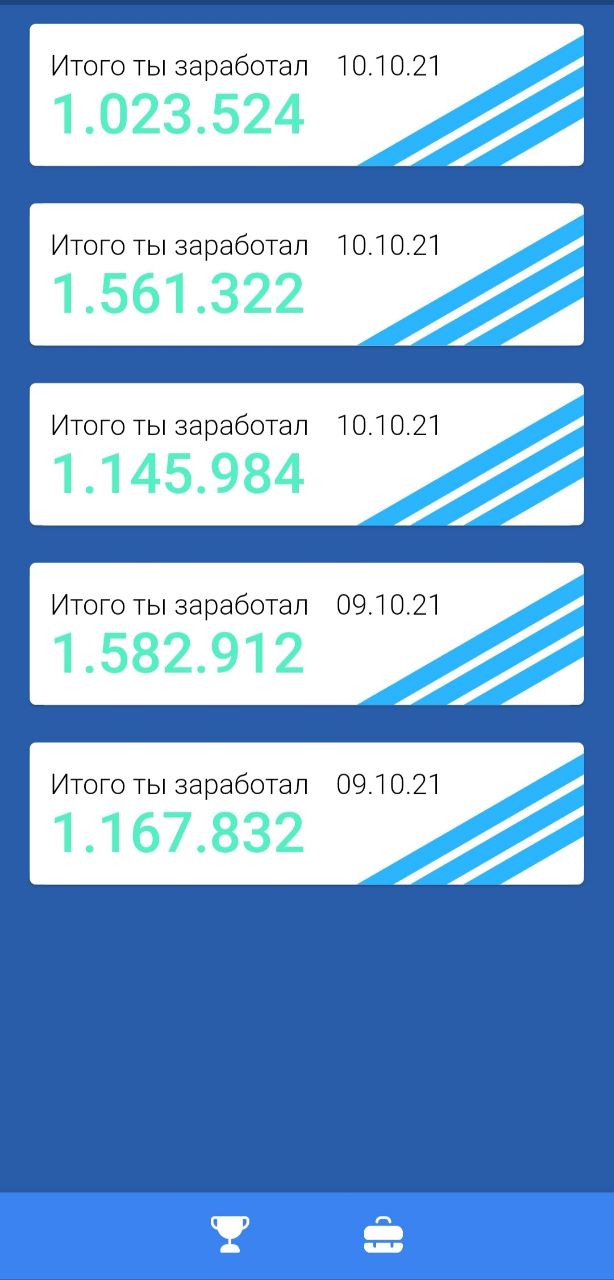 Итого ты заработал 10.10.21
1.023.524
Итого ты заработал 10.10.21
1.561.322
Итого ты заработал 10.10.21
1.145.984
Итого ты заработал 09.10.21
1.582.912
Итого ты заработал 09.10.21
1.167.832